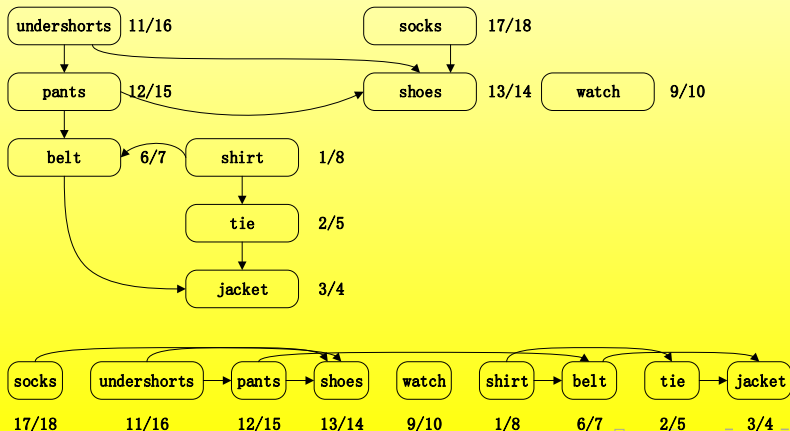 undershorts 11/16 socks 17/18
pants 12/15 shoes 13/14 watch 9/10
belt 6/7 shirt 1/8
tie 2/5
jacket 3/4
socks undershorts pants shoes watch shirt belt tie jacket
17/18 11/16 12/15 13/14 9/10 1/8 6/7 2/5 3/4